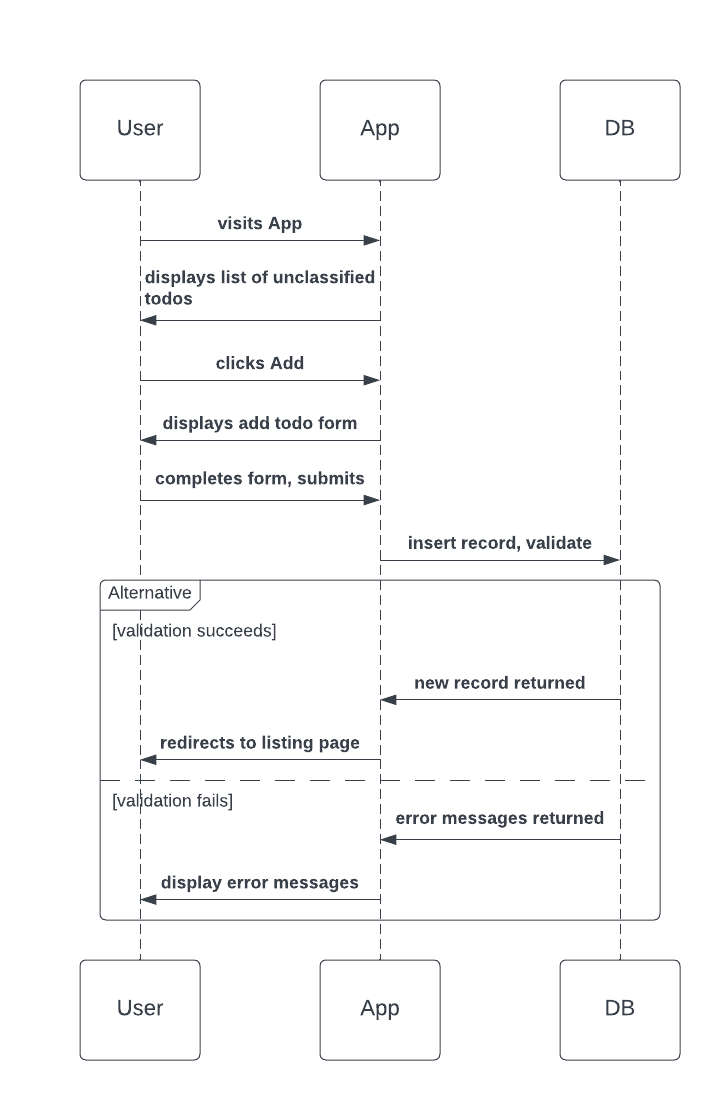 User
App
DB
visits App
displays list of unclassified
todos
clicks Add
displays add todo form
completes form, submits
insert record, validate
Alternative
[validation succeeds]
new record returned
redirects to listing page
[validation fails]
error messages returned
display error messages
User
App
DB